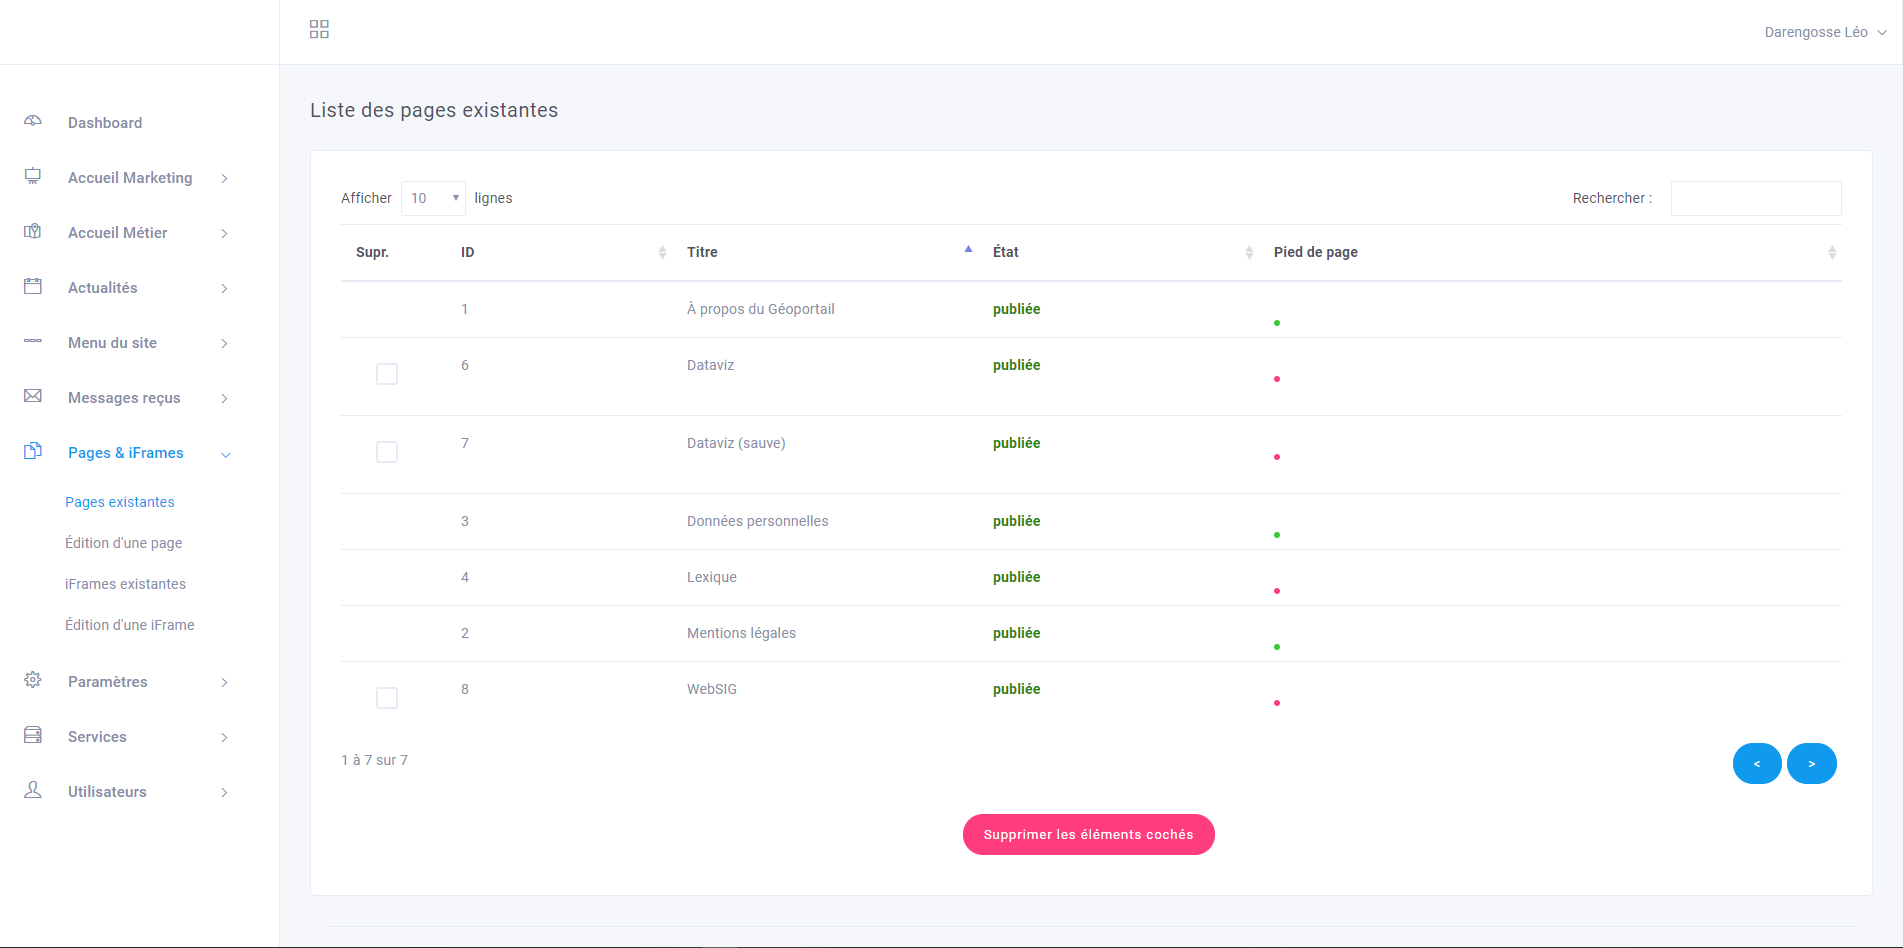 Darengosse Léo
Dashboard
Accueil Marketing
Accueil Métier
Actualités
Menu du site
Messages reçus
Pages & iFrames
Pages existantes
Édition d'une page
iFrames existantes
Édition d'une iFrame
Paramètres
Services
Utilisateurs
Liste des pages existantes
Afficher 10 lignes Rechercher :
Supr. ID Titre État Pied de page
1 À propos du Géoportail publiée
6 Dataviz publiée
7 Dataviz (sauve) publiée
3 Données personnelles publiée
4 Lexique publiée
2 Mentions légales publiée
8 WebSIG publiée
1 à 7 sur 7 < >
Supprimer les éléments cochés